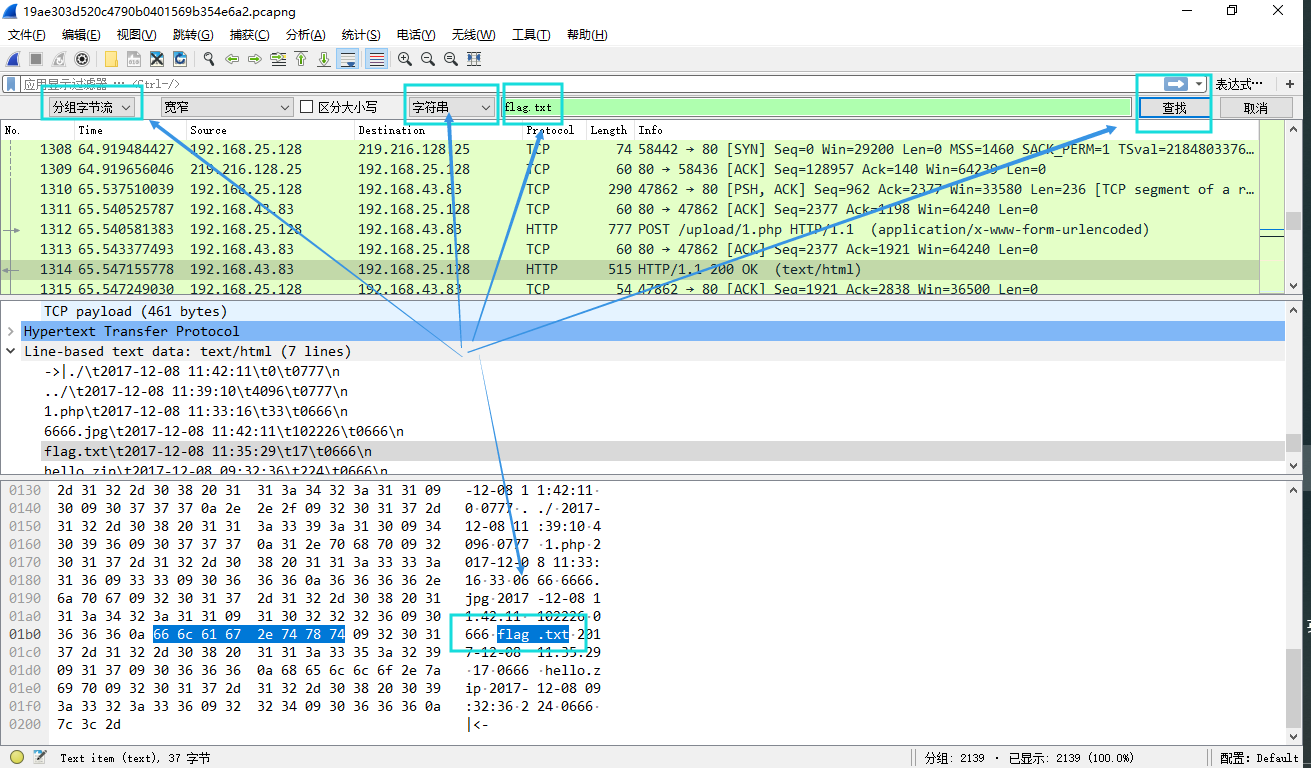 19ae303d520c4790b0401569b354e6a2.pcapng
文件(F) 编辑(E) 视图(V) 跳转(G) 捕获(C) 分析(A) 统计(S) 电话(Y) 无线(W) 工具(T) 帮助(H)
应用显示过滤器 … <Ctrl-/> 表达式… +
分组字节流 宽窄 区分大小写 字符串 flag.txt 查找 取消
No. Time Source Destination Protocol Length Info
1308 64.919484427 192.168.25.128 219.216.128.25 TCP 74 58442 → 80 [SYN] Seq=0 Win=29200 Len=0 MSS=1460 SACK_PERM=1 TSval=2184803376…
1309 64.919656046 219.216.128.25 192.168.25.128 TCP 60 80 → 58436 [ACK] Seq=128957 Ack=140 Win=64239 Len=0
1310 65.537510039 192.168.25.128 192.168.43.83 TCP 290 47862 → 80 [PSH, ACK] Seq=962 Ack=2377 Win=33580 Len=236 [TCP segment of a r…
1311 65.540525787 192.168.43.83 192.168.25.128 TCP 60 80 → 47862 [ACK] Seq=2377 Ack=1198 Win=64240 Len=0
1312 65.540581383 192.168.25.128 192.168.43.83 HTTP 777 POST /upload/1.php HTTP/1.1  (application/x-www-form-urlencoded)
1313 65.543377493 192.168.43.83 192.168.25.128 TCP 60 80 → 47862 [ACK] Seq=2377 Ack=1921 Win=64240 Len=0
1314 65.547155778 192.168.43.83 192.168.25.128 HTTP 515 HTTP/1.1 200 OK  (text/html)
1315 65.547249030 192.168.25.128 192.168.43.83 TCP 54 47862 → 80 [ACK] Seq=1921 Ack=2838 Win=36500 Len=0
TCP payload (461 bytes)
Hypertext Transfer Protocol
Line-based text data: text/html (7 lines)
->|./\t2017-12-08 11:42:11\t0\t0777\n
../\t2017-12-08 11:39:10\t4096\t0777\n
1.php\t2017-12-08 11:33:16\t33\t0666\n
6666.jpg\t2017-12-08 11:42:11\t102226\t0666\n
flag.txt\t2017-12-08 11:35:29\t17\t0666\n
hello.zip\t2017-12-08 09:32:36\t224\t0666\n
0130 2d 31 32 2d 30 38 20 31 31 3a 34 32 3a 31 31 09 -12-08 1 1:42:11·
0140 30 09 30 37 37 37 0a 2e 2e 2f 09 32 30 31 37 2d 0·0777·. ./·2017-
0150 31 32 2d 30 38 20 31 31 3a 33 39 3a 31 30 09 34 12-08 11 :39:10·4
0160 30 39 36 09 30 37 37 37 0a 31 2e 70 68 70 09 32 096·0777 ·1.php·2
0170 30 31 37 2d 31 32 2d 30 38 20 31 31 3a 33 33 3a 017-12-0 8 11:33:
0180 31 36 09 33 33 09 30 36 36 36 0a 36 36 36 36 2e 16·33·06 66·6666.
0190 6a 70 67 09 32 30 31 37 2d 31 32 2d 30 38 20 31 jpg·2017 -12-08 1
01a0 31 3a 34 32 3a 31 31 09 31 30 32 32 32 36 09 30 1:42:11· 102226·0
01b0 36 36 36 0a 66 6c 61 67 2e 74 78 74 09 32 30 31 666·flag .txt·201
01c0 37 2d 31 32 2d 30 38 20 31 31 3a 33 35 3a 32 39 7-12-08 11:35:29
01d0 09 31 37 09 30 36 36 36 0a 68 65 6c 6c 6f 2e 7a ·17·0666 ·hello.z
01e0 69 70 09 32 30 31 37 2d 31 32 2d 30 38 20 30 39 ip·2017- 12-08 09
01f0 3a 33 32 3a 33 36 09 32 32 34 09 30 36 36 36 0a :32:36·2 24·0666·
0200 7c 3c 2d |<-
Text item (text), 37 字节 分组: 2139 · 已显示: 2139 (100.0%) 配置: Default